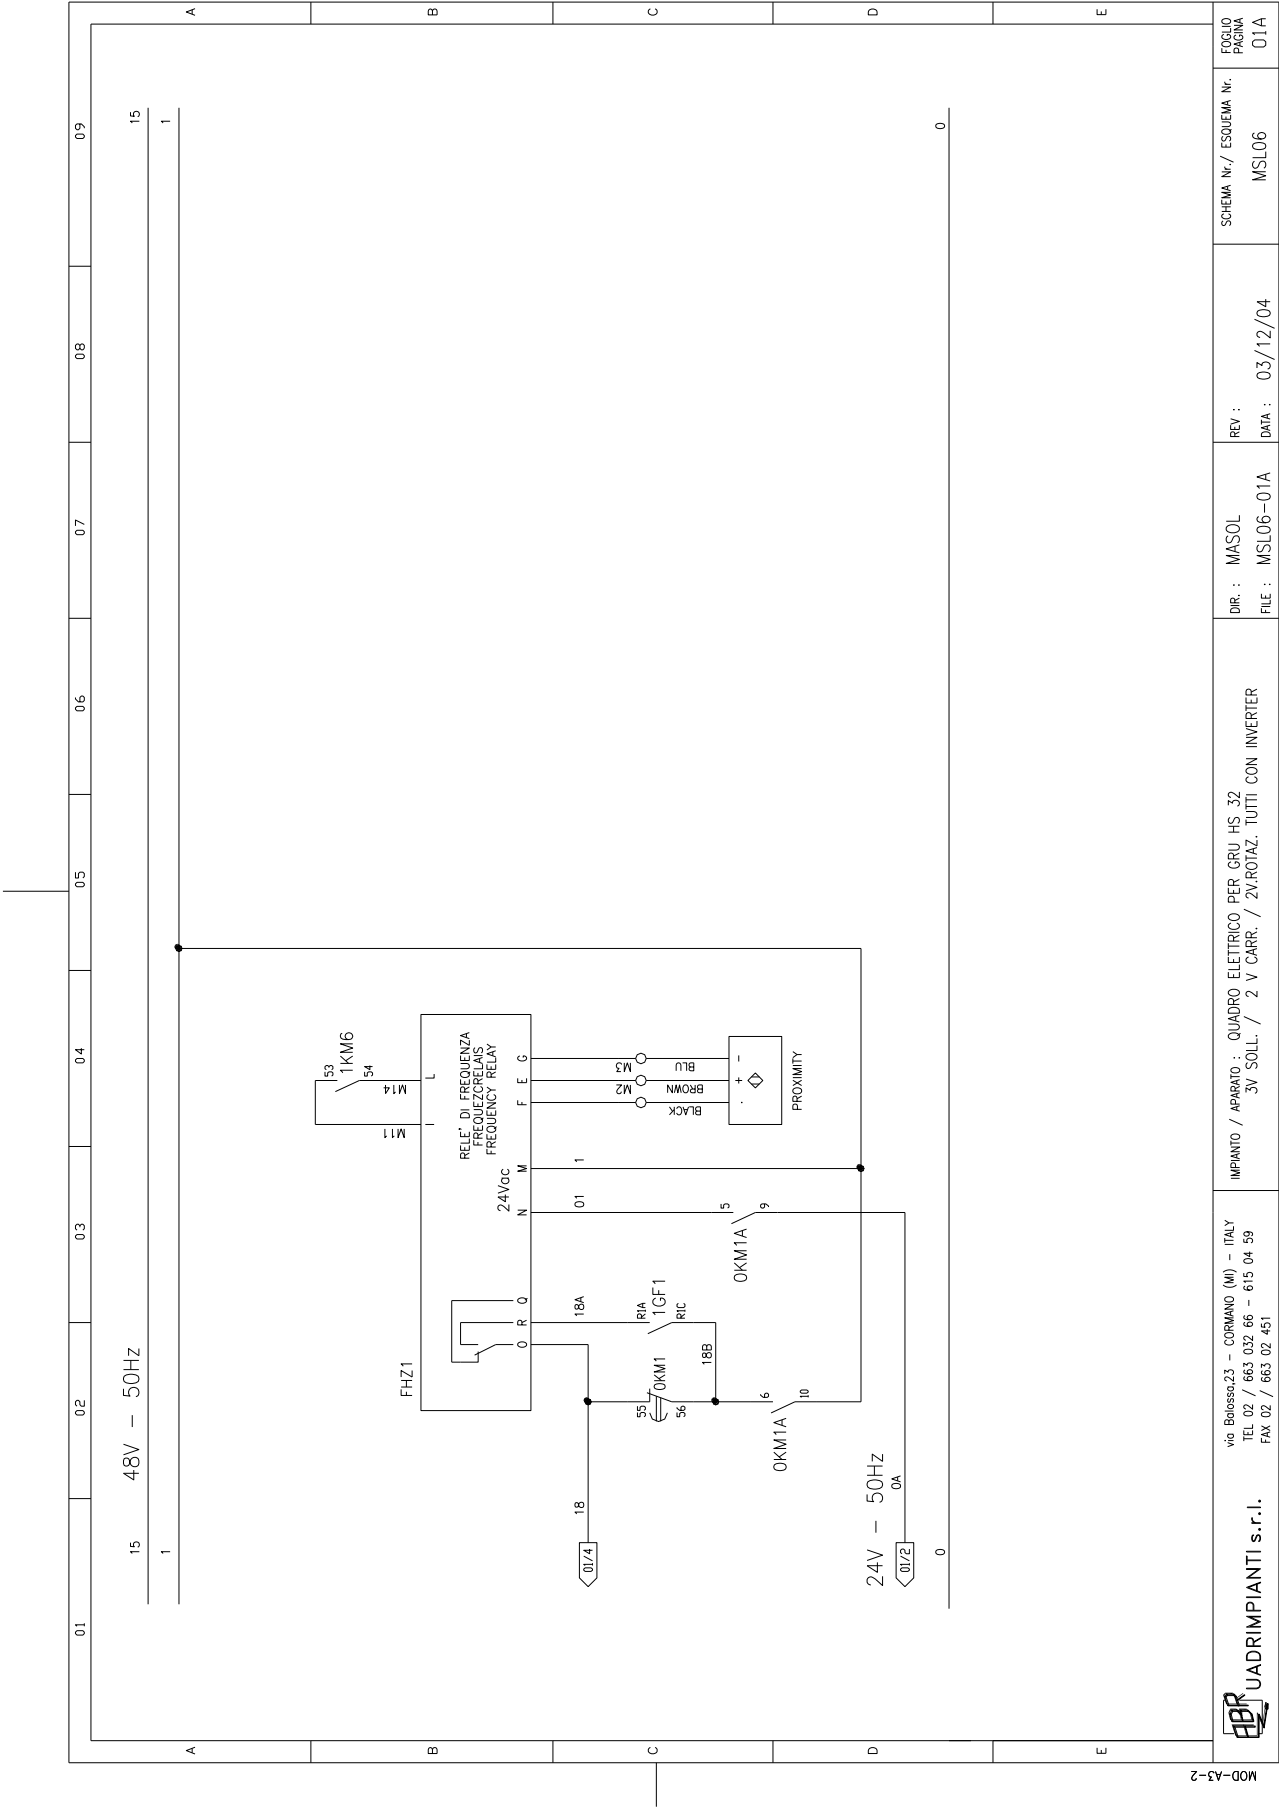 01 02 03 04 05 06 07 08 09
A
B
C
D
E
A
B
C
D
E
15 48V - 50Hz 15
1 1
53
1KM6
54
M11
M14
FHZ1
I L
RELE' DI FREQUENZA
FREQUEZCRELAIS
FREQUENCY RELAY
24Vac
O R Q N M F E G
18
18A
01
1
M2
M3
01/4
55
0KM1
56
R1A
1GF1
R1C
18B
BLACK
BROWN
BLU
- + -
PROXIMITY
5
0KM1A
9
6
0KM1A
10
24V - 50Hz
0A
01/2
0 0
ABR
UADRIMPIANTI s.r.l.
via Balossa,23 - CORMANO (MI) - ITALY
TEL 02 / 663 032 66 - 615 04 59
FAX 02 / 663 02 451
IMPIANTO / APARATO : QUADRO ELETTRICO PER GRU HS 32
3V SOLL. / 2 V CARR. / 2V.ROTAZ. TUTTI CON INVERTER
DIR. : MASOL
FILE : MSL06-01A
REV :
DATA : 03/12/04
SCHEMA Nr./ ESQUEMA Nr.
MSL06
FOGLIO
PAGINA
01A
MOD-A3-2